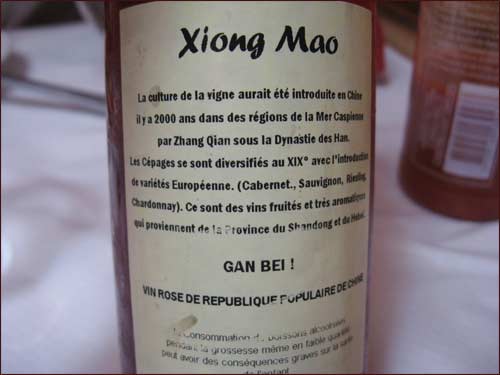 Xiong Mao
La culture de la vigne aurait été introduite en Chine
il y a 2000 ans dans des régions de la Mer Caspienne
par Zhang Qian sous la Dynastie des Han.
Les Cépages se sont diversifiés au XIX° avec l'introduction
de variétés Européenne. (Cabernet., Sauvignon, Riesling,
Chardonnay). Ce sont des vins fruités et très aromatiques
qui proviennent de la Province du Shandong et du Hebei.
GAN BEI !
VIN ROSE DE REPUBLIQUE POPULAIRE DE CHINE
La Consommation de boissons alcoolisées
pendant la grossesse même en faible quantité
peut avoir des conséquences graves sur la santé
de l'enfant